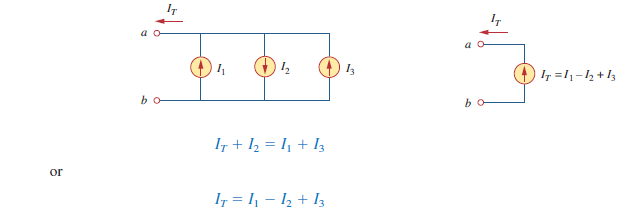 I_T
I_T
a
a
I_1
I_2
I_3
I_T = I_1 – I_2 + I_3
b
b
I_T + I_2 = I_1 + I_3
or
I_T = I_1 – I_2 + I_3